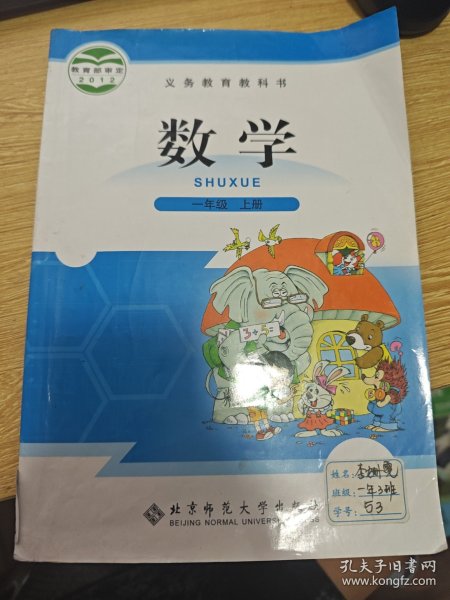 教育部审定
2012
义务教育教科书
数学
SHUXUE
一年级 上册
3+5=
姓名:
班级: 一年3班
学号: 53
北京师范大学出版社
BEIJING NORMAL UNIVERSITY PRESS
孔夫子旧书网
www.kongfz.com